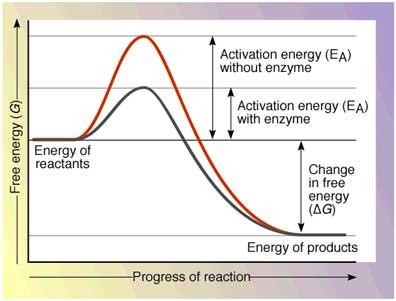 Activation energy (EA)
without enzyme
Activation energy (EA)
with enzyme
Energy of
reactants
Change
in free
energy
(ΔG)
Energy of products
Free energy (G)
Progress of reaction